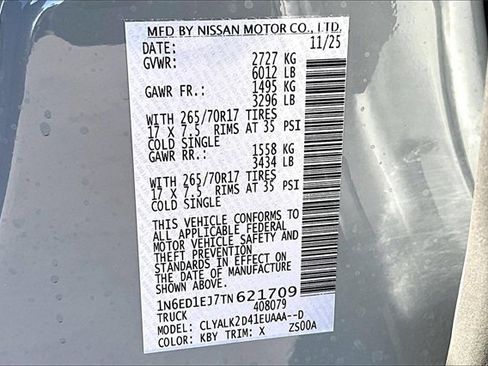 MFD BY NISSAN MOTOR CO., LTD.
DATE: 11/25
GVWR: 2727 KG
6012 LB
GAWR FR.: 1495 KG
3296 LB
WITH 265/70R17 TIRES
17 X 7.5 RIMS AT 35 PSI
COLD SINGLE
GAWR RR.: 1558 KG
3434 LB
WITH 265/70R17 TIRES
17 X 7.5 RIMS AT 35 PSI
COLD SINGLE
THIS VEHICLE CONFORMS TO
ALL APPLICABLE FEDERAL
MOTOR VEHICLE SAFETY AND
THEFT PREVENTION
STANDARDS IN EFFECT ON
THE DATE OF MANUFACTURE
SHOWN ABOVE.
1N6ED1EJ7TN 621709
TRUCK 408079
MODEL: CLYALK2D41EUAAA--D
COLOR: KBY TRIM: X ZS00A